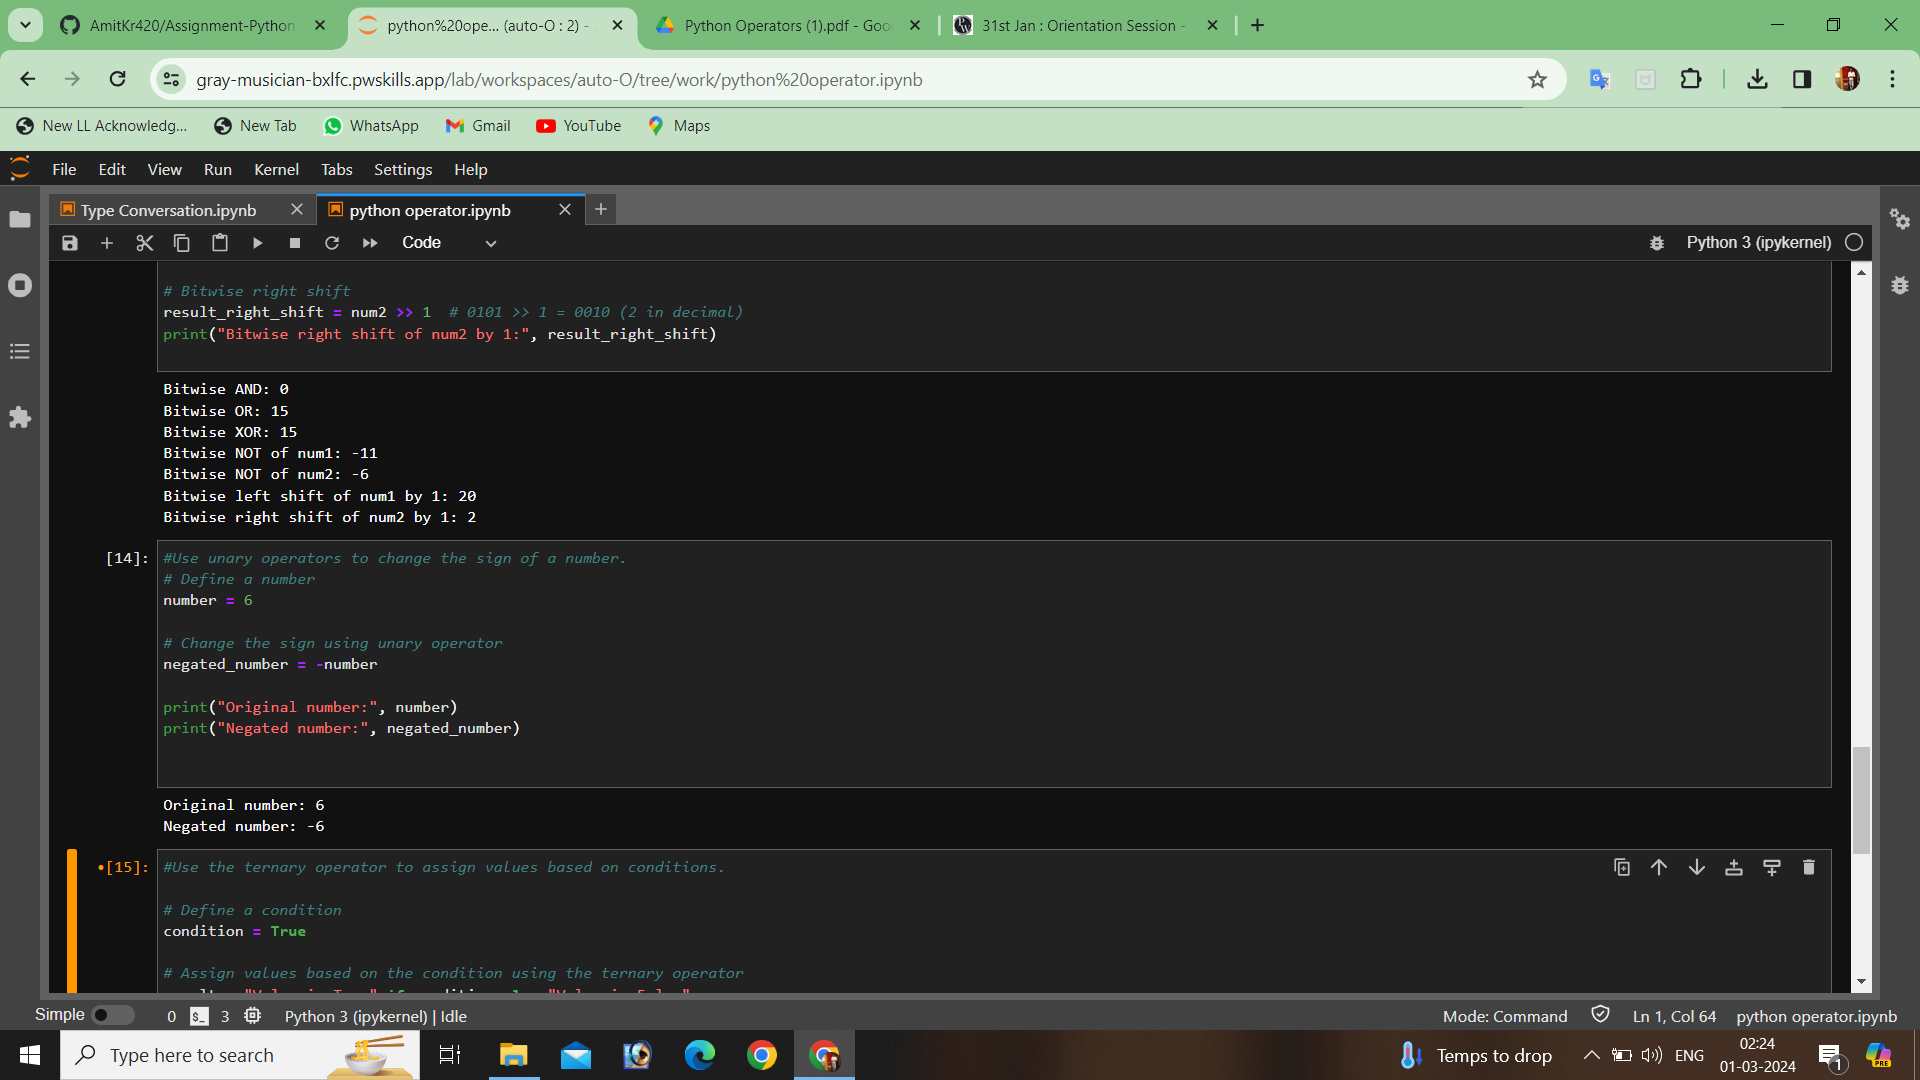 AmitKr420/Assignment-Python-
python%20ope... (auto-O : 2) -
Python Operators (1).pdf - Goo
31st Jan : Orientation Session -
gray-musician-bxlfc.pwskills.app/lab/workspaces/auto-O/tree/work/python%20operator.ipynb
New LL Acknowledg...
New Tab
WhatsApp
Gmail
YouTube
Maps
File Edit View Run Kernel Tabs Settings Help
Type Conversation.ipynb
python operator.ipynb
Code
Python 3 (ipykernel)
# Bitwise right shift
result_right_shift = num2 >> 1  # 0101 >> 1 = 0010 (2 in decimal)
print("Bitwise right shift of num2 by 1:", result_right_shift)
Bitwise AND: 0
Bitwise OR: 15
Bitwise XOR: 15
Bitwise NOT of num1: -11
Bitwise NOT of num2: -6
Bitwise left shift of num1 by 1: 20
Bitwise right shift of num2 by 1: 2
[14]:
#Use unary operators to change the sign of a number.
# Define a number
number = 6
# Change the sign using unary operator
negated_number = -number
print("Original number:", number)
print("Negated number:", negated_number)
Original number: 6
Negated number: -6
•[15]:
#Use the ternary operator to assign values based on conditions.
# Define a condition
condition = True
# Assign values based on the condition using the ternary operator
Simple 0 $_ 3 Python 3 (ipykernel) | Idle
Mode: Command
Ln 1, Col 64
python operator.ipynb
Type here to search
Temps to drop
ENG
02:24
01-03-2024
1
PRE